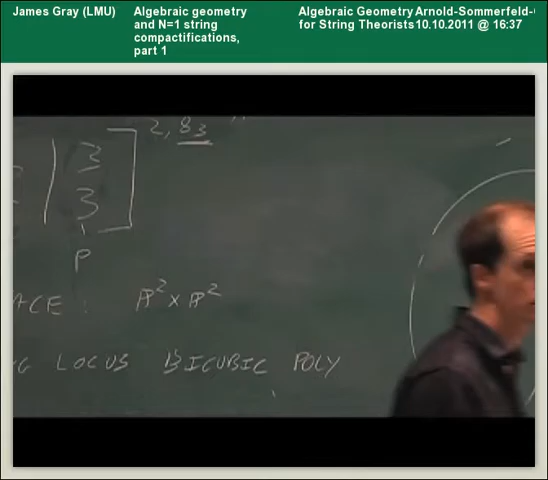 James Gray (LMU)
Algebraic geometry
and N=1 string
compactifications,
part 1
Algebraic Geometry
for String Theorists
Arnold-Sommerfeld-
10.10.2011 @ 16:37
2,83
3
3
P
ACE : P² x P²
G LOCUS BICUBIC POLY